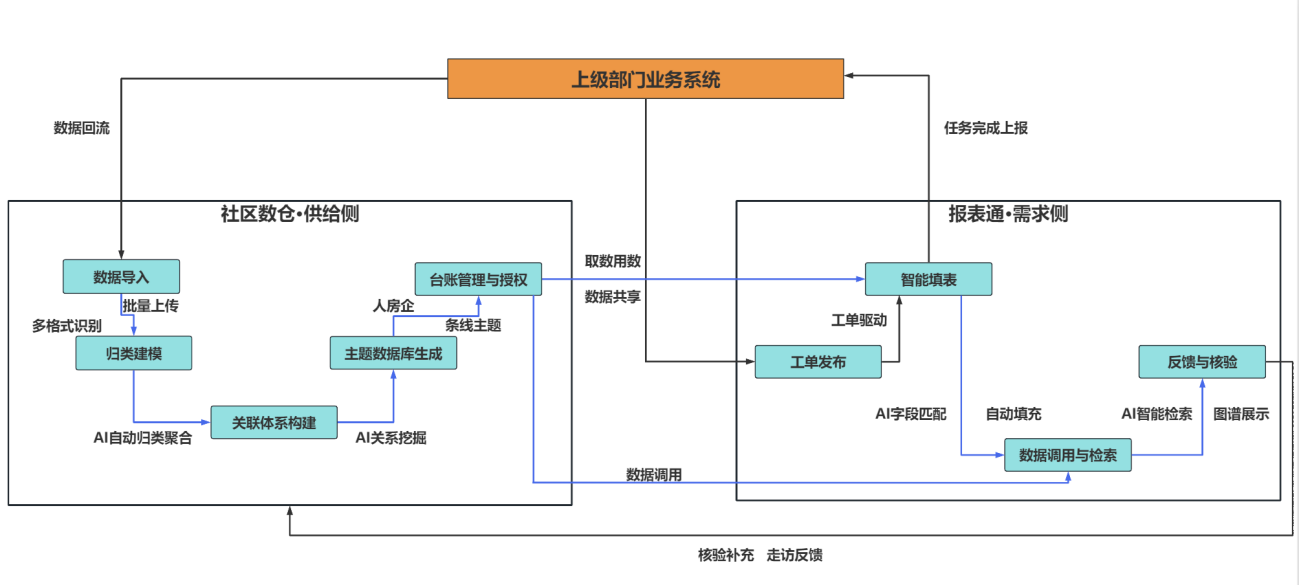 上级部门业务系统
数据回流
任务完成上报
社区数仓·供给侧
数据导入
批量上传
多格式识别
归类建模
AI自动归类聚合
关联体系构建
AI关系挖掘
主题数据库生成
人房企
条线主题
台账管理与授权
取数用数
数据共享
数据调用
报表通·需求侧
智能填表
工单驱动
工单发布
AI字段匹配
自动填充
数据调用与检索
AI智能检索
图谱展示
反馈与核验
核验补充 走访反馈